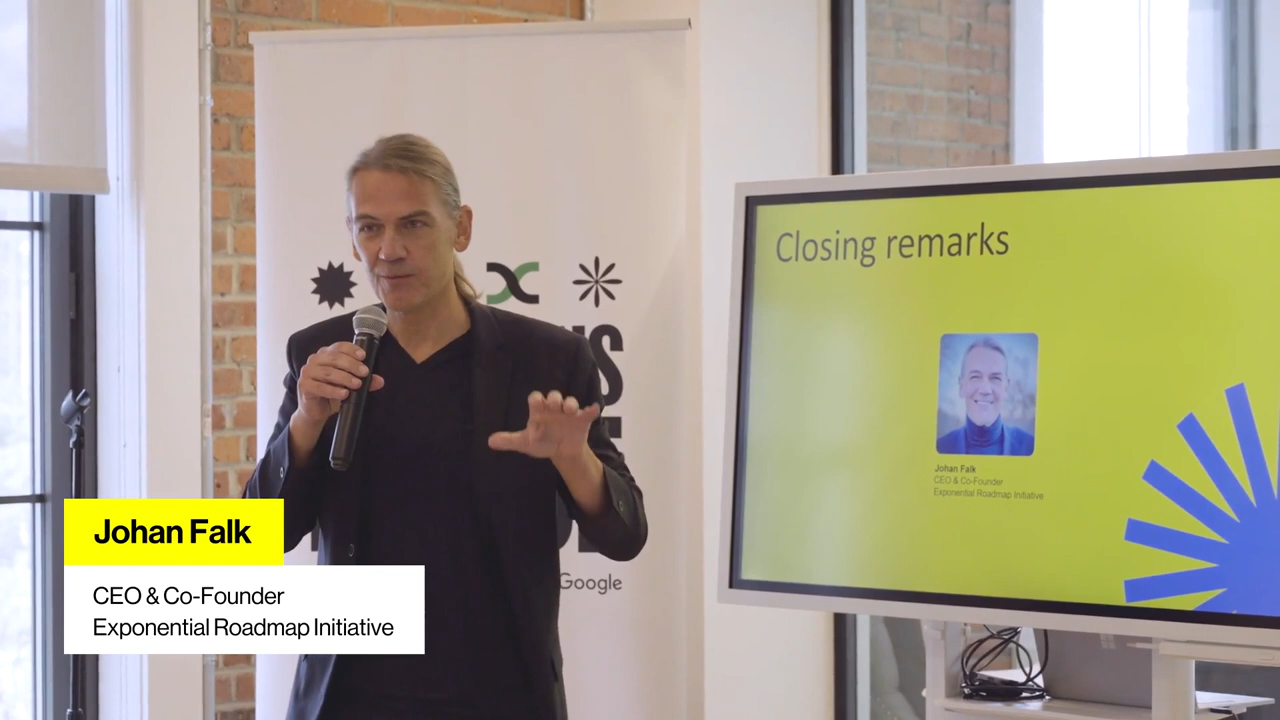 Closing remarks
Johan Falk
CEO & Co-Founder
Exponential Roadmap Initiative
Google
Johan Falk
CEO & Co-Founder
Exponential Roadmap Initiative